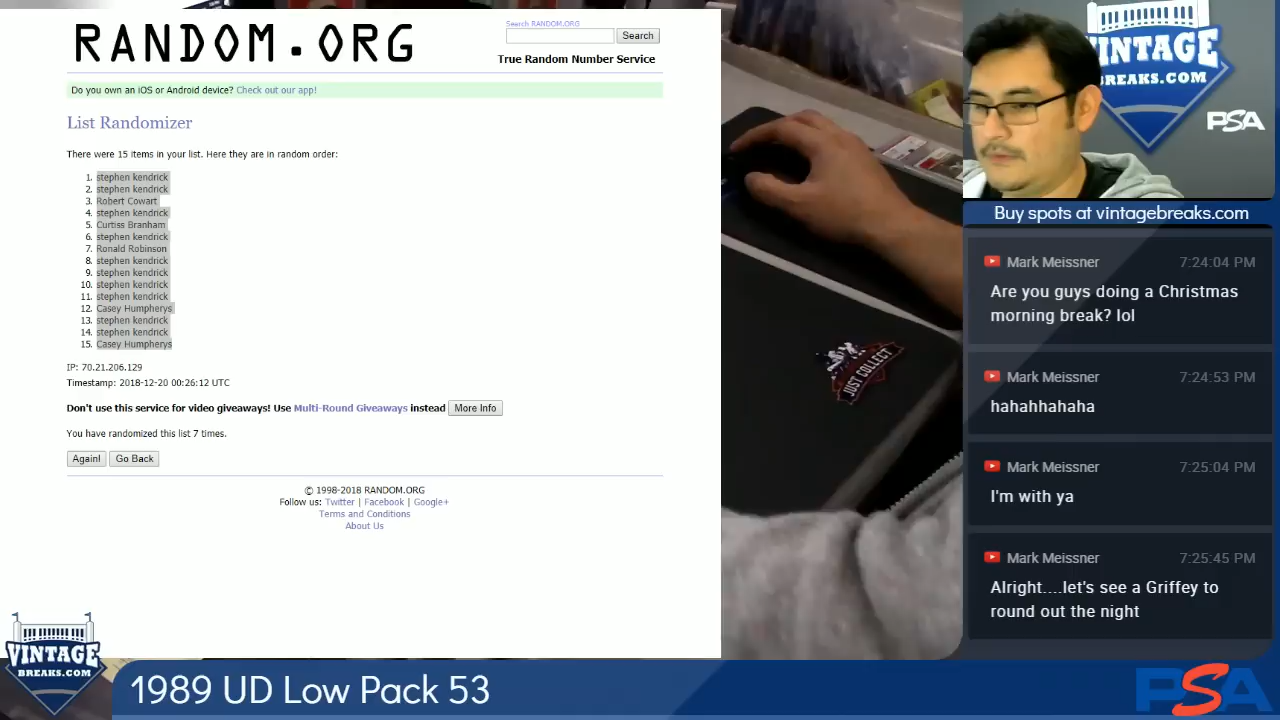 RANDOM.ORG
Search RANDOM.ORG
Search
True Random Number Service
Do you own an iOS or Android device? Check out our app!
List Randomizer
There were 15 items in your list. Here they are in random order:
1. stephen kendrick
2. stephen kendrick
3. Robert Cowart
4. stephen kendrick
5. Curtiss Branham
6. stephen kendrick
7. Ronald Robinson
8. stephen kendrick
9. stephen kendrick
10. stephen kendrick
11. stephen kendrick
12. Casey Humpherys
13. stephen kendrick
14. stephen kendrick
15. Casey Humpherys
IP: 70.21.206.129
Timestamp: 2018-12-20 00:26:12 UTC
Don't use this service for video giveaways! Use Multi-Round Giveaways instead More Info
You have randomized this list 7 times.
Again! Go Back
© 1998-2018 RANDOM.ORG
Follow us: Twitter | Facebook | Google+
Terms and Conditions
About Us
JUST COLLECT
VINTAGE
BREAKS.COM
PSA
Buy spots at vintagebreaks.com
Mark Meissner 7:24:04 PM
Are you guys doing a Christmas
morning break? lol
Mark Meissner 7:24:53 PM
hahahhahaha
Mark Meissner 7:25:04 PM
I'm with ya
Mark Meissner 7:25:45 PM
Alright....let's see a Griffey to
round out the night
VINTAGE
BREAKS.COM
1989 UD Low Pack 53
PSA